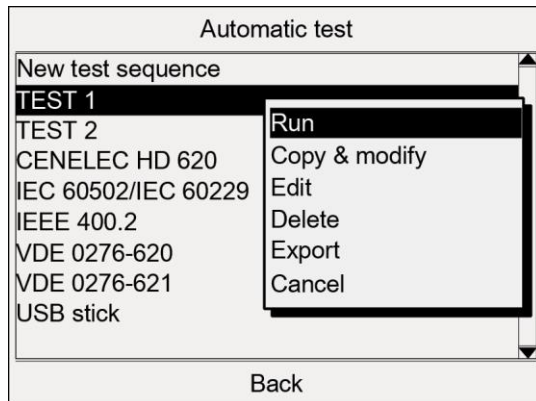 Automatic test
New test sequence
TEST 1
TEST 2
CENELEC HD 620
IEC 60502/IEC 60229
IEEE 400.2
VDE 0276-620
VDE 0276-621
USB stick
Run
Copy & modify
Edit
Delete
Export
Cancel
Back